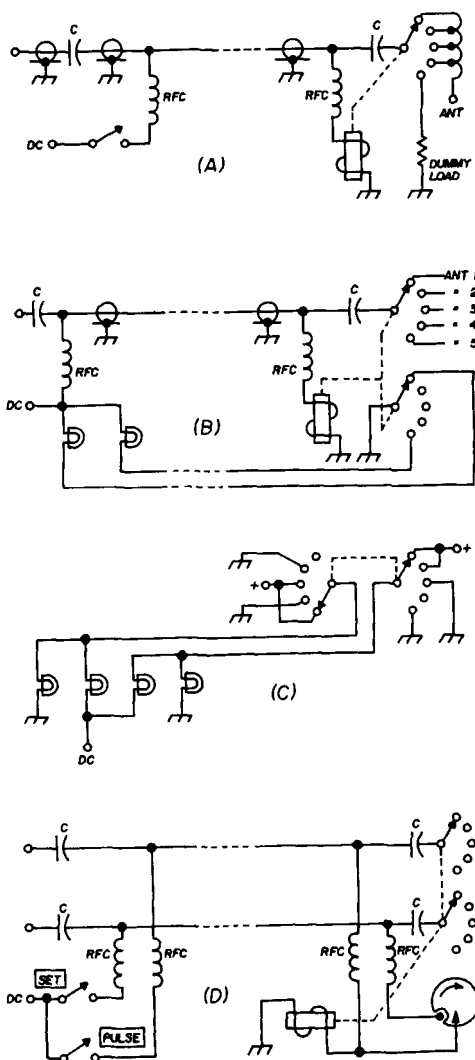 C
C
RFC
RFC
DC
ANT
DUMMY
LOAD
(A)
C
C
ANT 1
" 2
" 3
" 4
" 5
RFC
RFC
DC
(B)
+
+
(C)
DC
C
C
C
C
RFC
RFC
RFC
RFC
SET
DC
(D)
PULSE